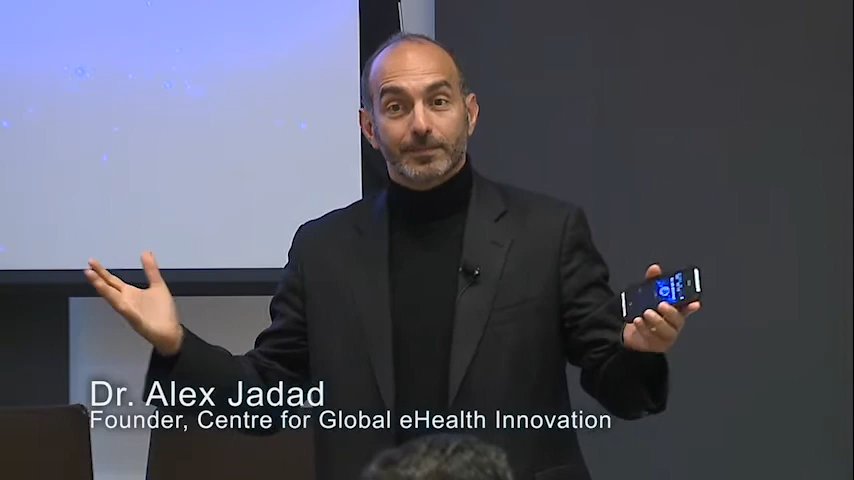 Dr. Alex Jadad
Founder, Centre for Global eHealth Innovation